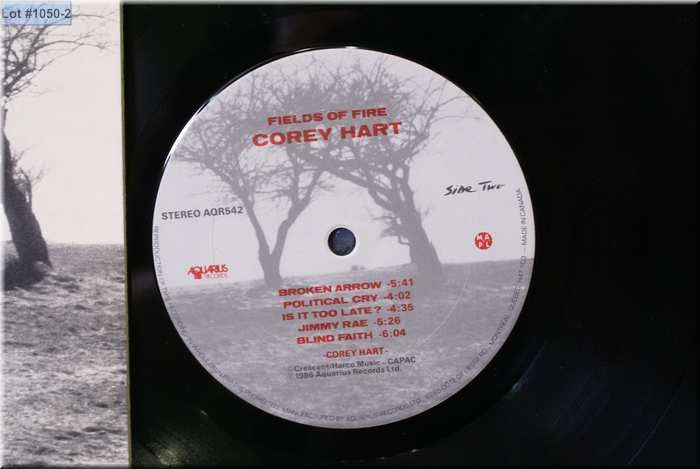 Lot #1050-2
FIELDS OF FIRE
COREY HART
Side Two
STEREO AQR542
MAPL
AQUARIUS
RECORDS
BROKEN ARROW -5:41
POLITICAL CRY -4:02
IS IT TOO LATE? -4:35
JIMMY RAE -5:26
BLIND FAITH -6:04
-COREY HART-
Crescent/Harco Music - CAPAC
1986 Aquarius Records Ltd.
MADE IN CANADA